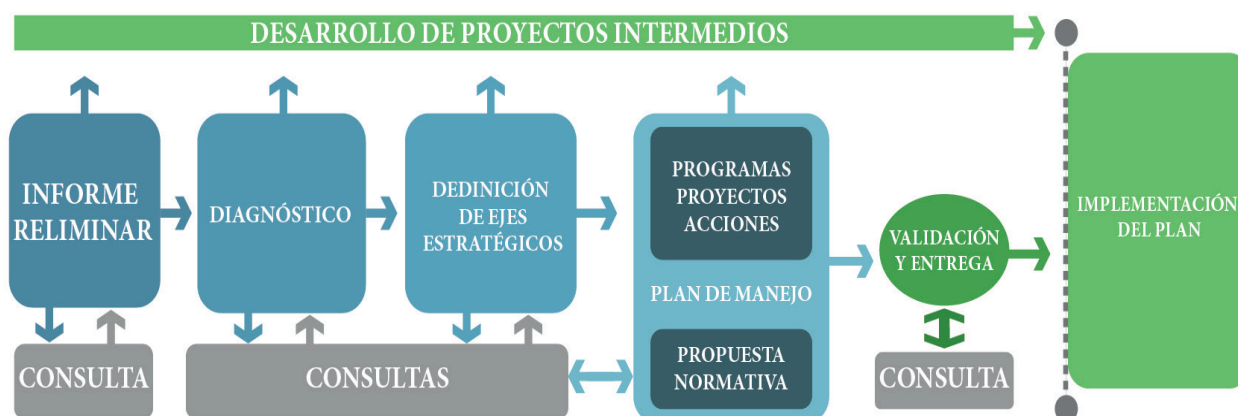 DESARROLLO DE PROYECTOS INTERMEDIOS
INFORME
RELIMINAR
DIAGNÓSTICO
DEDINICIÓN
DE EJES
ESTRATÉGICOS
PROGRAMAS
PROYECTOS
ACCIONES
PLAN DE MANEJO
PROPUESTA
NORMATIVA
VALIDACIÓN
Y ENTREGA
IMPLEMENTACIÓN
DEL PLAN
CONSULTA
CONSULTAS
CONSULTA